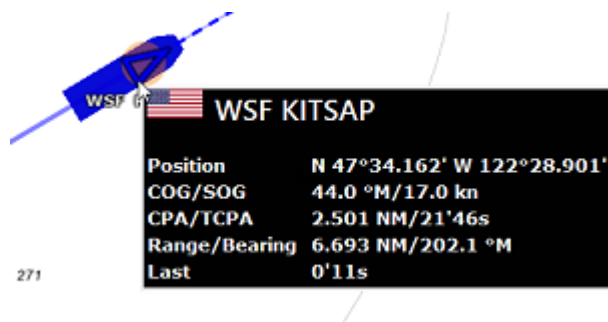 WSF
WSF KITSAP
Position N 47°34.162' W 122°28.901'
COG/SOG 44.0 °M/17.0 kn
CPA/TCPA 2.501 NM/21'46s
Range/Bearing 6.693 NM/202.1 °M
Last 0'11s
271